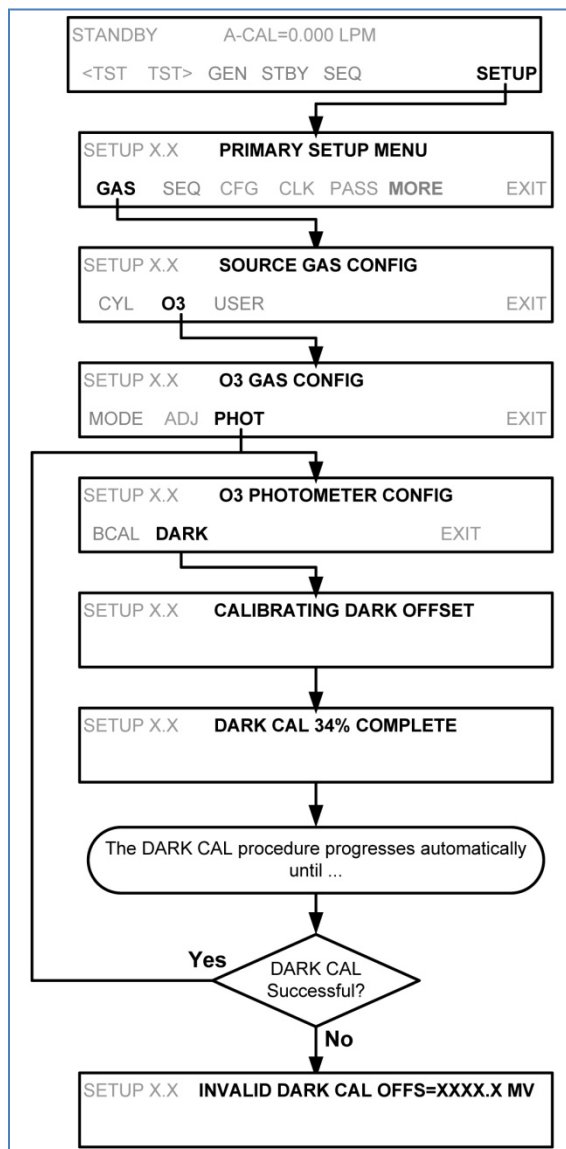 STANDBY A-CAL=0.000 LPM
<TST TST> GEN STBY SEQ SETUP
SETUP X.X PRIMARY SETUP MENU
GAS SEQ CFG CLK PASS MORE EXIT
SETUP X.X SOURCE GAS CONFIG
CYL O3 USER EXIT
SETUP X.X O3 GAS CONFIG
MODE ADJ PHOT EXIT
SETUP X.X O3 PHOTOMETER CONFIG
BCAL DARK EXIT
SETUP X.X CALIBRATING DARK OFFSET
SETUP X.X DARK CAL 34% COMPLETE
The DARK CAL procedure progresses automatically
until ...
Yes
DARK CAL
Successful?
No
SETUP X.X INVALID DARK CAL OFFS=XXXX.X MV